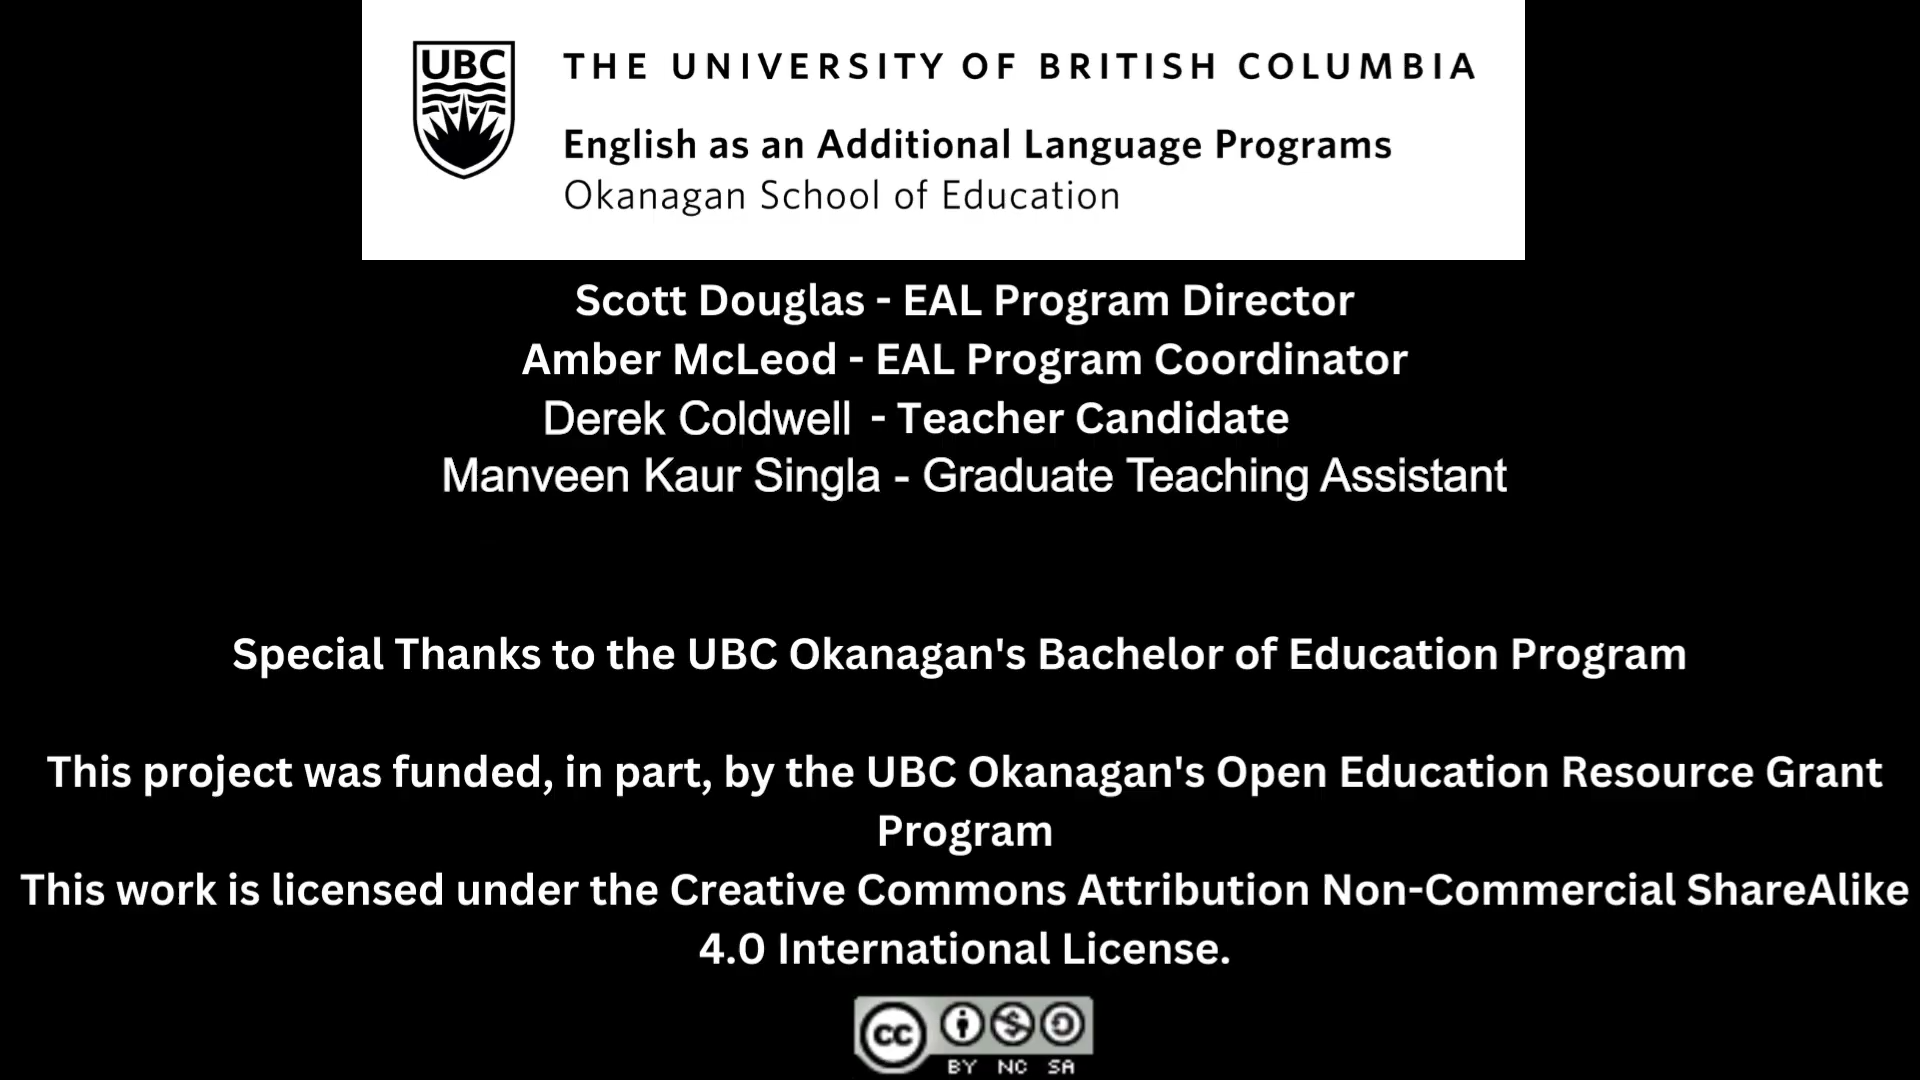 UBC
THE UNIVERSITY OF BRITISH COLUMBIA
English as an Additional Language Programs
Okanagan School of Education
Scott Douglas - EAL Program Director
Amber McLeod - EAL Program Coordinator
Derek Coldwell - Teacher Candidate
Manveen Kaur Singla - Graduate Teaching Assistant
Special Thanks to the UBC Okanagan's Bachelor of Education Program
This project was funded, in part, by the UBC Okanagan's Open Education Resource Grant
Program
This work is licensed under the Creative Commons Attribution Non-Commercial ShareAlike
4.0 International License.
cc
BY NC SA